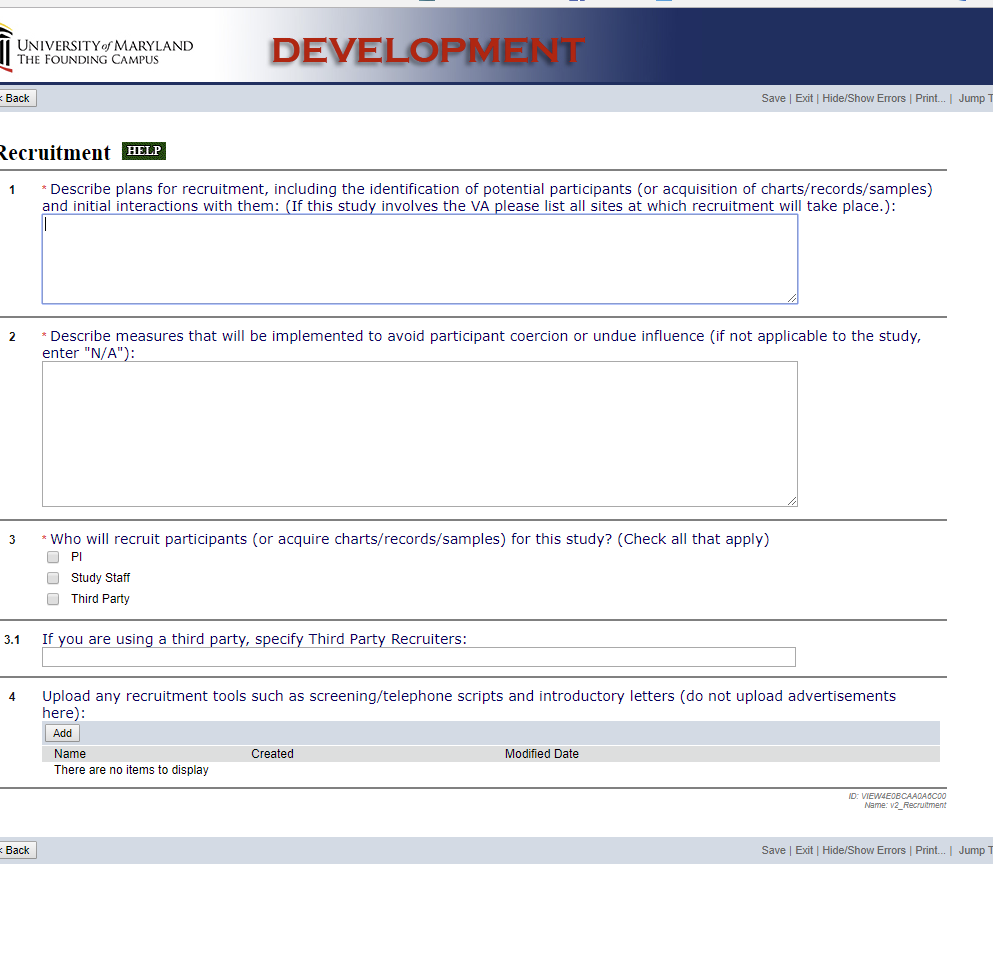 UNIVERSITY of MARYLAND
THE FOUNDING CAMPUS
DEVELOPMENT
< Back
Save | Exit | Hide/Show Errors | Print... | Jump T
Recruitment HELP
1 * Describe plans for recruitment, including the identification of potential participants (or acquisition of charts/records/samples)
and initial interactions with them: (If this study involves the VA please list all sites at which recruitment will take place.):
2 * Describe measures that will be implemented to avoid participant coercion or undue influence (if not applicable to the study,
enter "N/A"):
3 * Who will recruit participants (or acquire charts/records/samples) for this study? (Check all that apply)
PI
Study Staff
Third Party
3.1 If you are using a third party, specify Third Party Recruiters:
4 Upload any recruitment tools such as screening/telephone scripts and introductory letters (do not upload advertisements
here):
Add
Name Created Modified Date
There are no items to display
ID: VIEW4E0BCAA0A6C00
Name: v2_Recruitment
< Back
Save | Exit | Hide/Show Errors | Print... | Jump T